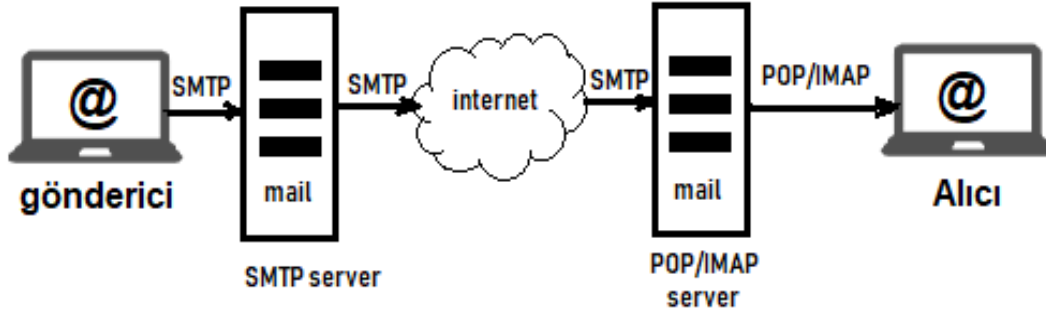 @
gönderici
SMTP
mail
SMTP server
SMTP
internet
SMTP
mail
POP/IMAP
server
POP/IMAP
@
Alıcı